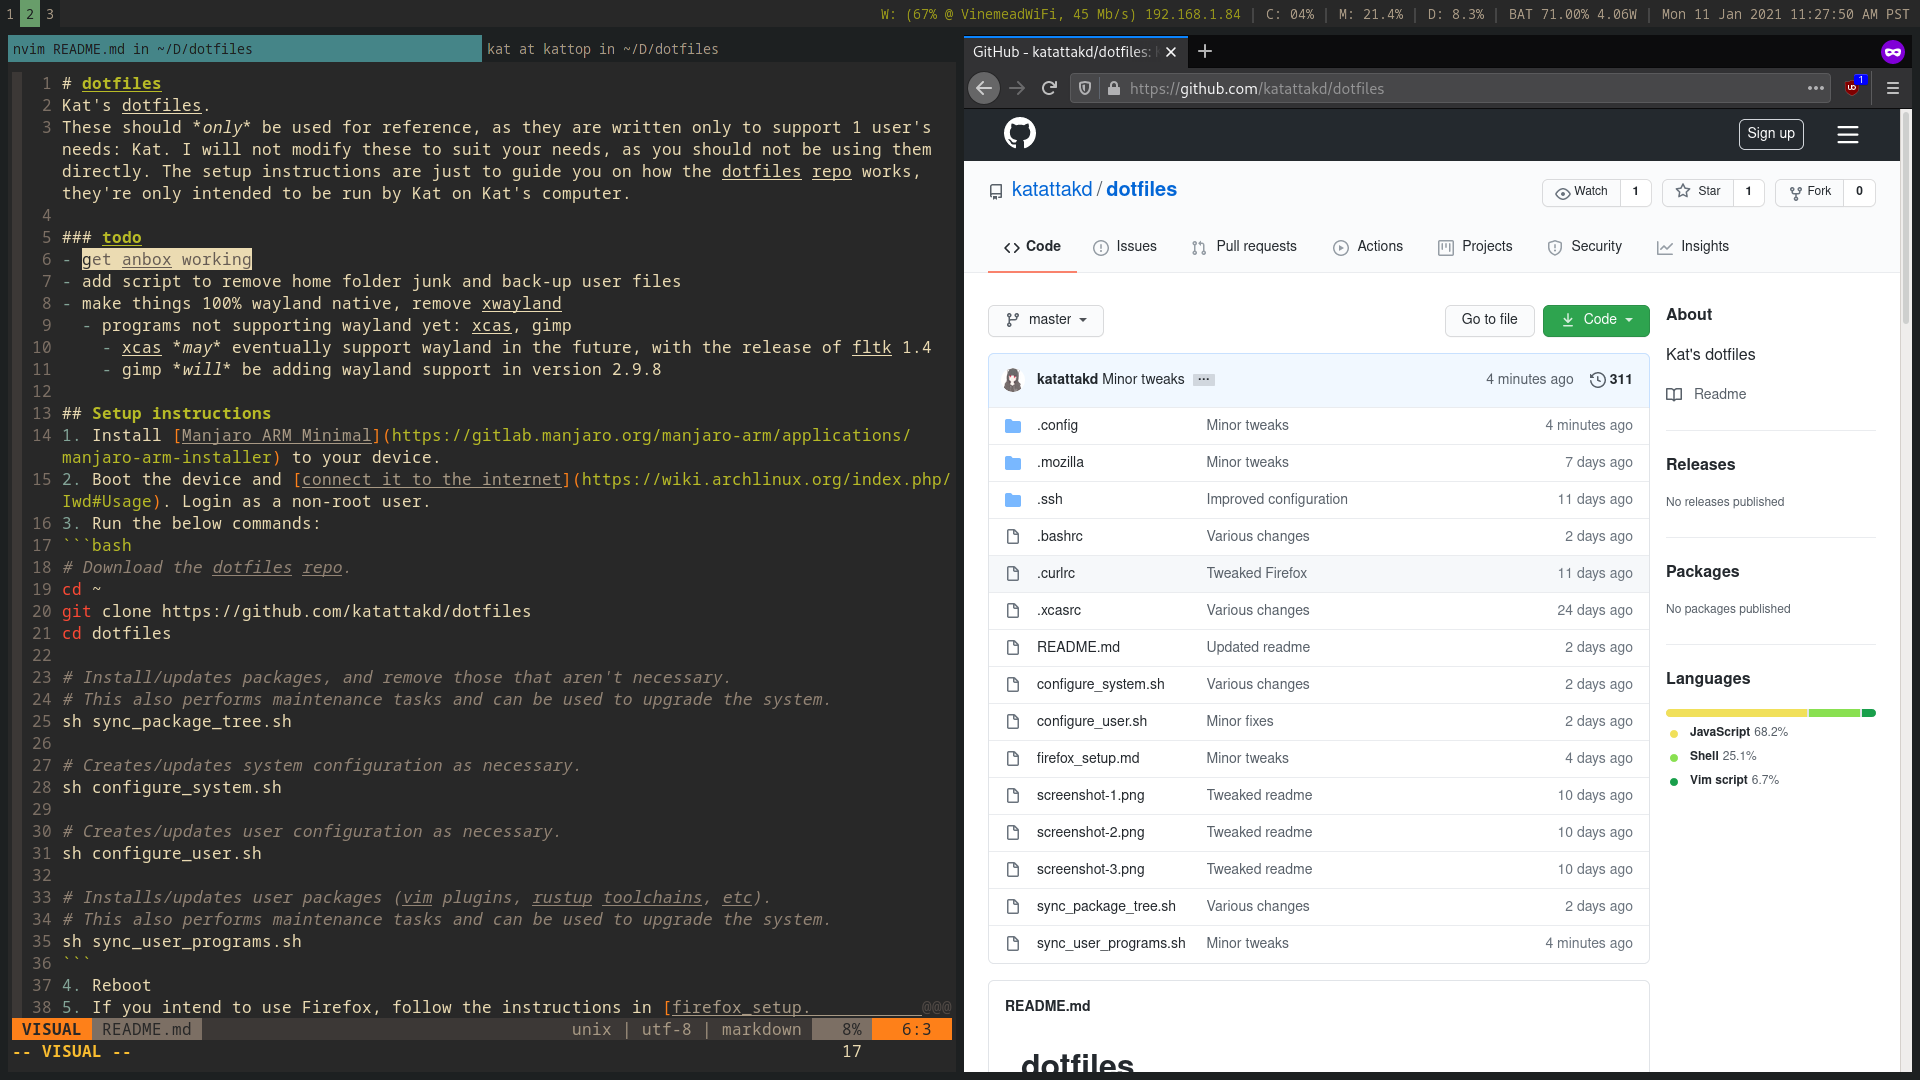 1 2 3
W: (67% @ VinemeadWiFi, 45 Mb/s) 192.168.1.84 | C: 04% | M: 21.4% | D: 8.3% | BAT 71.00% 4.06W | Mon 11 Jan 2021 11:27:50 AM PST
nvim README.md in ~/D/dotfiles
kat at kattop in ~/D/dotfiles
1 # dotfiles
2 Kat's dotfiles.
3 These should *only* be used for reference, as they are written only to support 1 user's
needs: Kat. I will not modify these to suit your needs, as you should not be using them
directly. The setup instructions are just to guide you on how the dotfiles repo works,
they're only intended to be run by Kat on Kat's computer.
4
5 ### todo
6 - get anbox working
7 - add script to remove home folder junk and back-up user files
8 - make things 100% wayland native, remove xwayland
9 - programs not supporting wayland yet: xcas, gimp
10 - xcas *may* eventually support wayland in the future, with the release of fltk 1.4
11 - gimp *will* be adding wayland support in version 2.9.8
12
13 ## Setup instructions
14 1. Install [Manjaro ARM Minimal](https://gitlab.manjaro.org/manjaro-arm/applications/
manjaro-arm-installer) to your device.
15 2. Boot the device and [connect it to the internet](https://wiki.archlinux.org/index.php/
Iwd#Usage). Login as a non-root user.
16 3. Run the below commands:
17 ```bash
18 # Download the dotfiles repo.
19 cd ~
20 git clone https://github.com/katattakd/dotfiles
21 cd dotfiles
22
23 # Install/updates packages, and remove those that aren't necessary.
24 # This also performs maintenance tasks and can be used to upgrade the system.
25 sh sync_package_tree.sh
26
27 # Creates/updates system configuration as necessary.
28 sh configure_system.sh
29
30 # Creates/updates user configuration as necessary.
31 sh configure_user.sh
32
33 # Installs/updates user packages (vim plugins, rustup toolchains, etc).
34 # This also performs maintenance tasks and can be used to upgrade the system.
35 sh sync_user_programs.sh
36 ```
37 4. Reboot
38 5. If you intend to use Firefox, follow the instructions in [firefox_setup. @@@
VISUAL README.md unix | utf-8 | markdown 8% 6:3
-- VISUAL -- 17
GitHub - katattakd/dotfiles:
https://github.com/katattakd/dotfiles
1
Sign up
katattakd / dotfiles
Watch 1 Star 1 Fork 0
Code Issues Pull requests Actions Projects Security Insights
master Go to file Code
katattakd Minor tweaks 4 minutes ago 311
.config Minor tweaks 4 minutes ago
.mozilla Minor tweaks 7 days ago
.ssh Improved configuration 11 days ago
.bashrc Various changes 2 days ago
.curlrc Tweaked Firefox 11 days ago
.xcasrc Various changes 24 days ago
README.md Updated readme 2 days ago
configure_system.sh Various changes 2 days ago
configure_user.sh Minor fixes 2 days ago
firefox_setup.md Minor tweaks 4 days ago
screenshot-1.png Tweaked readme 10 days ago
screenshot-2.png Tweaked readme 10 days ago
screenshot-3.png Tweaked readme 10 days ago
sync_package_tree.sh Various changes 2 days ago
sync_user_programs.sh Minor tweaks 4 minutes ago
README.md
dotfiles
About
Kat's dotfiles
Readme
Releases
No releases published
Packages
No packages published
Languages
JavaScript 68.2%
Shell 25.1%
Vim script 6.7%